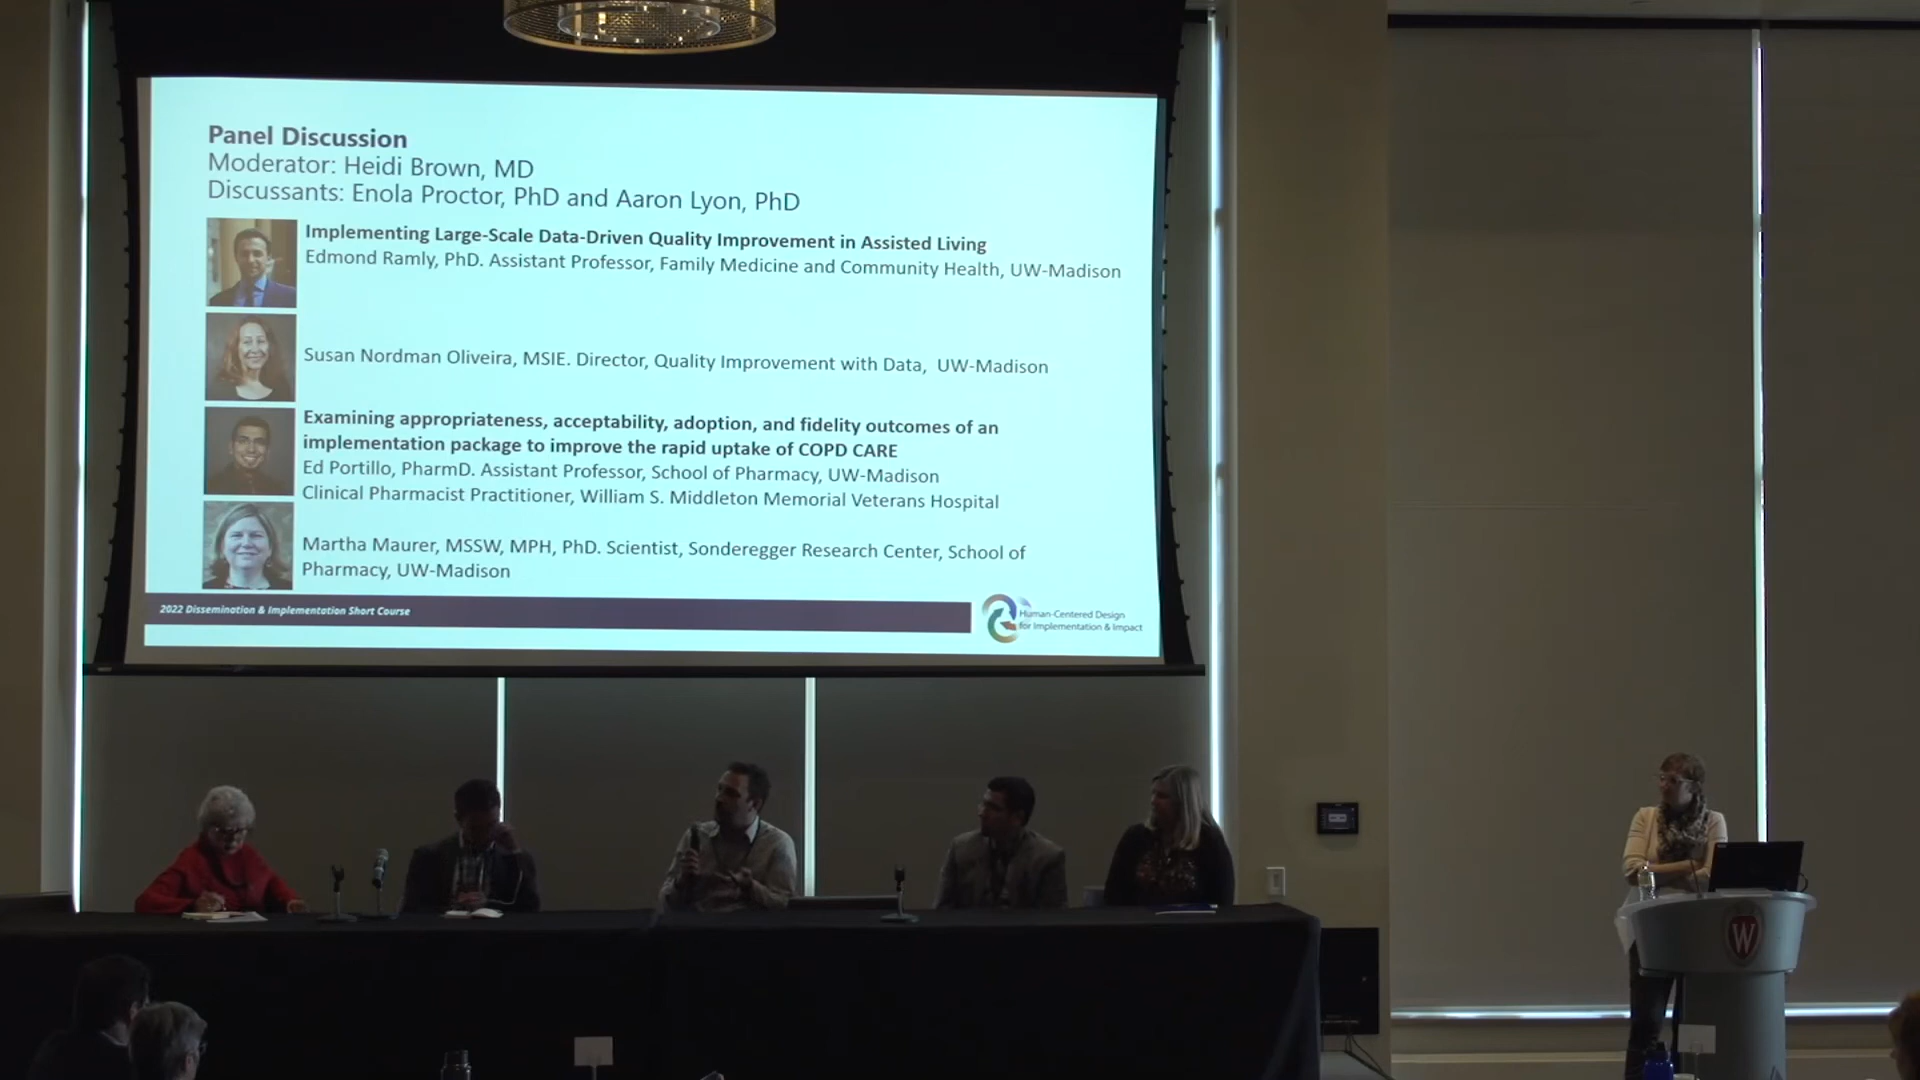 Panel Discussion
Moderator: Heidi Brown, MD
Discussants: Enola Proctor, PhD and Aaron Lyon, PhD
Implementing Large-Scale Data-Driven Quality Improvement in Assisted Living
Edmond Ramly, PhD. Assistant Professor, Family Medicine and Community Health, UW-Madison
Susan Nordman Oliveira, MSIE. Director, Quality Improvement with Data, UW-Madison
Examining appropriateness, acceptability, adoption, and fidelity outcomes of an
implementation package to improve the rapid uptake of COPD CARE
Ed Portillo, PharmD. Assistant Professor, School of Pharmacy, UW-Madison
Clinical Pharmacist Practitioner, William S. Middleton Memorial Veterans Hospital
Martha Maurer, MSSW, MPH, PhD. Scientist, Sonderegger Research Center, School of
Pharmacy, UW-Madison
2022 Dissemination & Implementation Short Course
Human-Centered Design
for Implementation & Impact
W